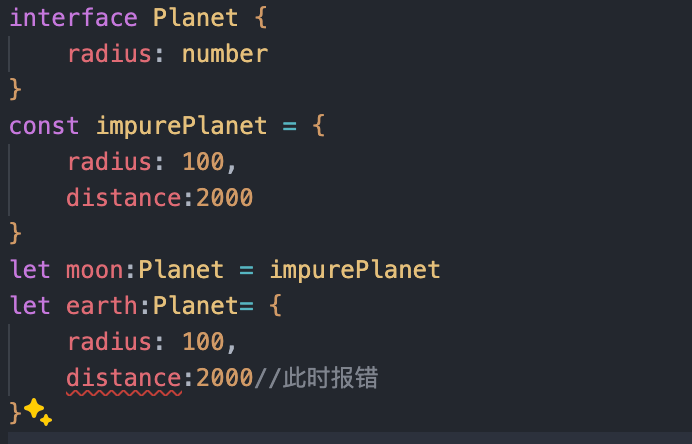 interface Planet {
    radius: number
}
const impurePlanet = {
    radius: 100,
    distance:2000
}
let moon:Planet = impurePlanet
let earth:Planet= {
    radius: 100,
    distance:2000//此时报错
}